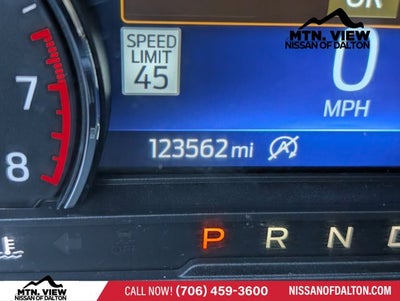 OR
MTN. VIEW
NISSAN OF DALTON
SPEED
LIMIT
45
0
MPH
7
123562 mi
A
8
P R N D
MTN. VIEW
NISSAN OF DALTON
CALL NOW! (706) 459-3600
NISSANOFDALTON.COM